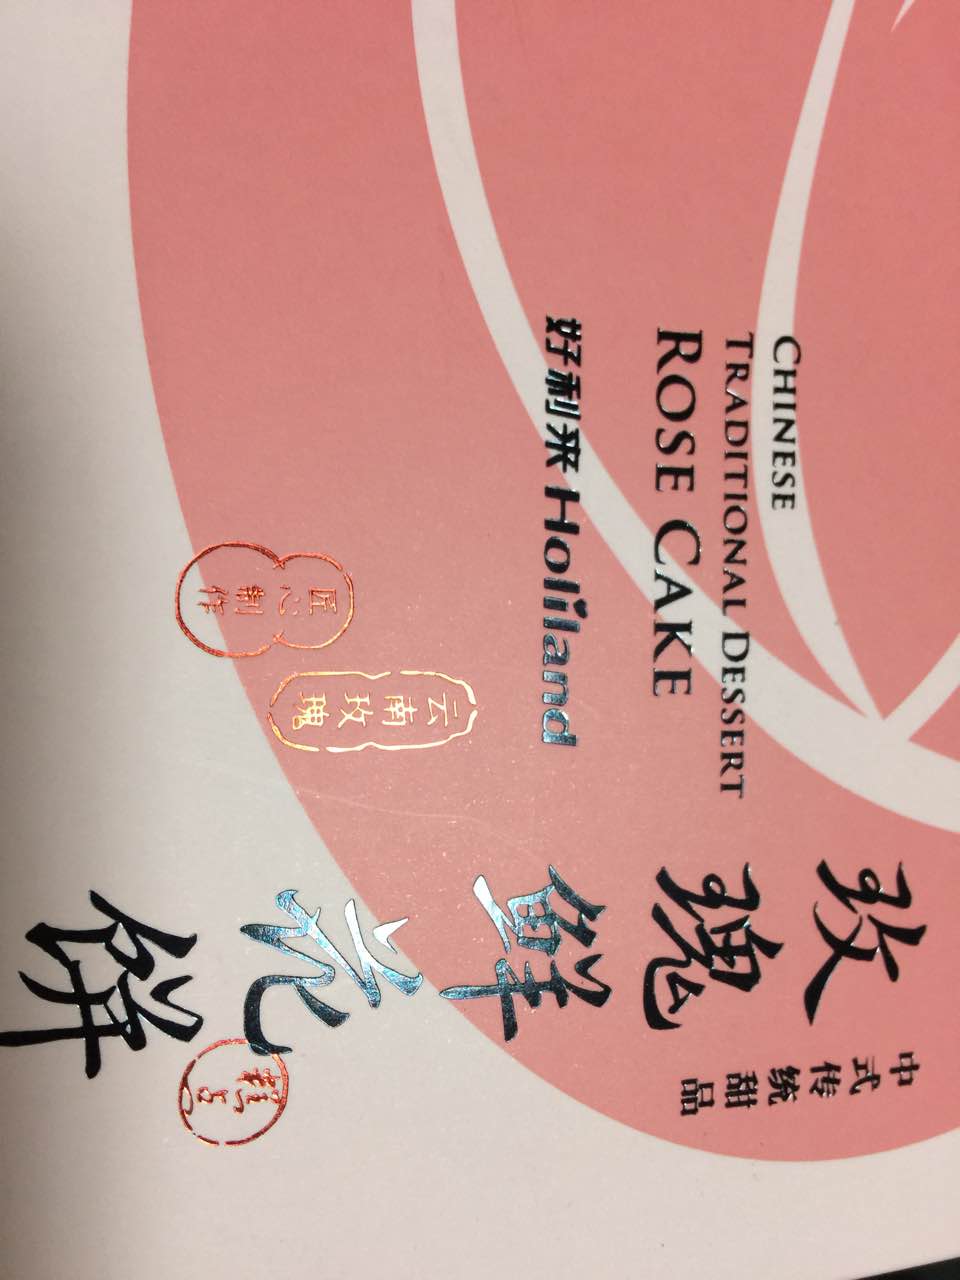 中式传统甜品
玫瑰鲜花饼
CHINESE
TRADITIONAL DESSERT
ROSE CAKE
好利来 Holiland
云南玫瑰
匠心制作